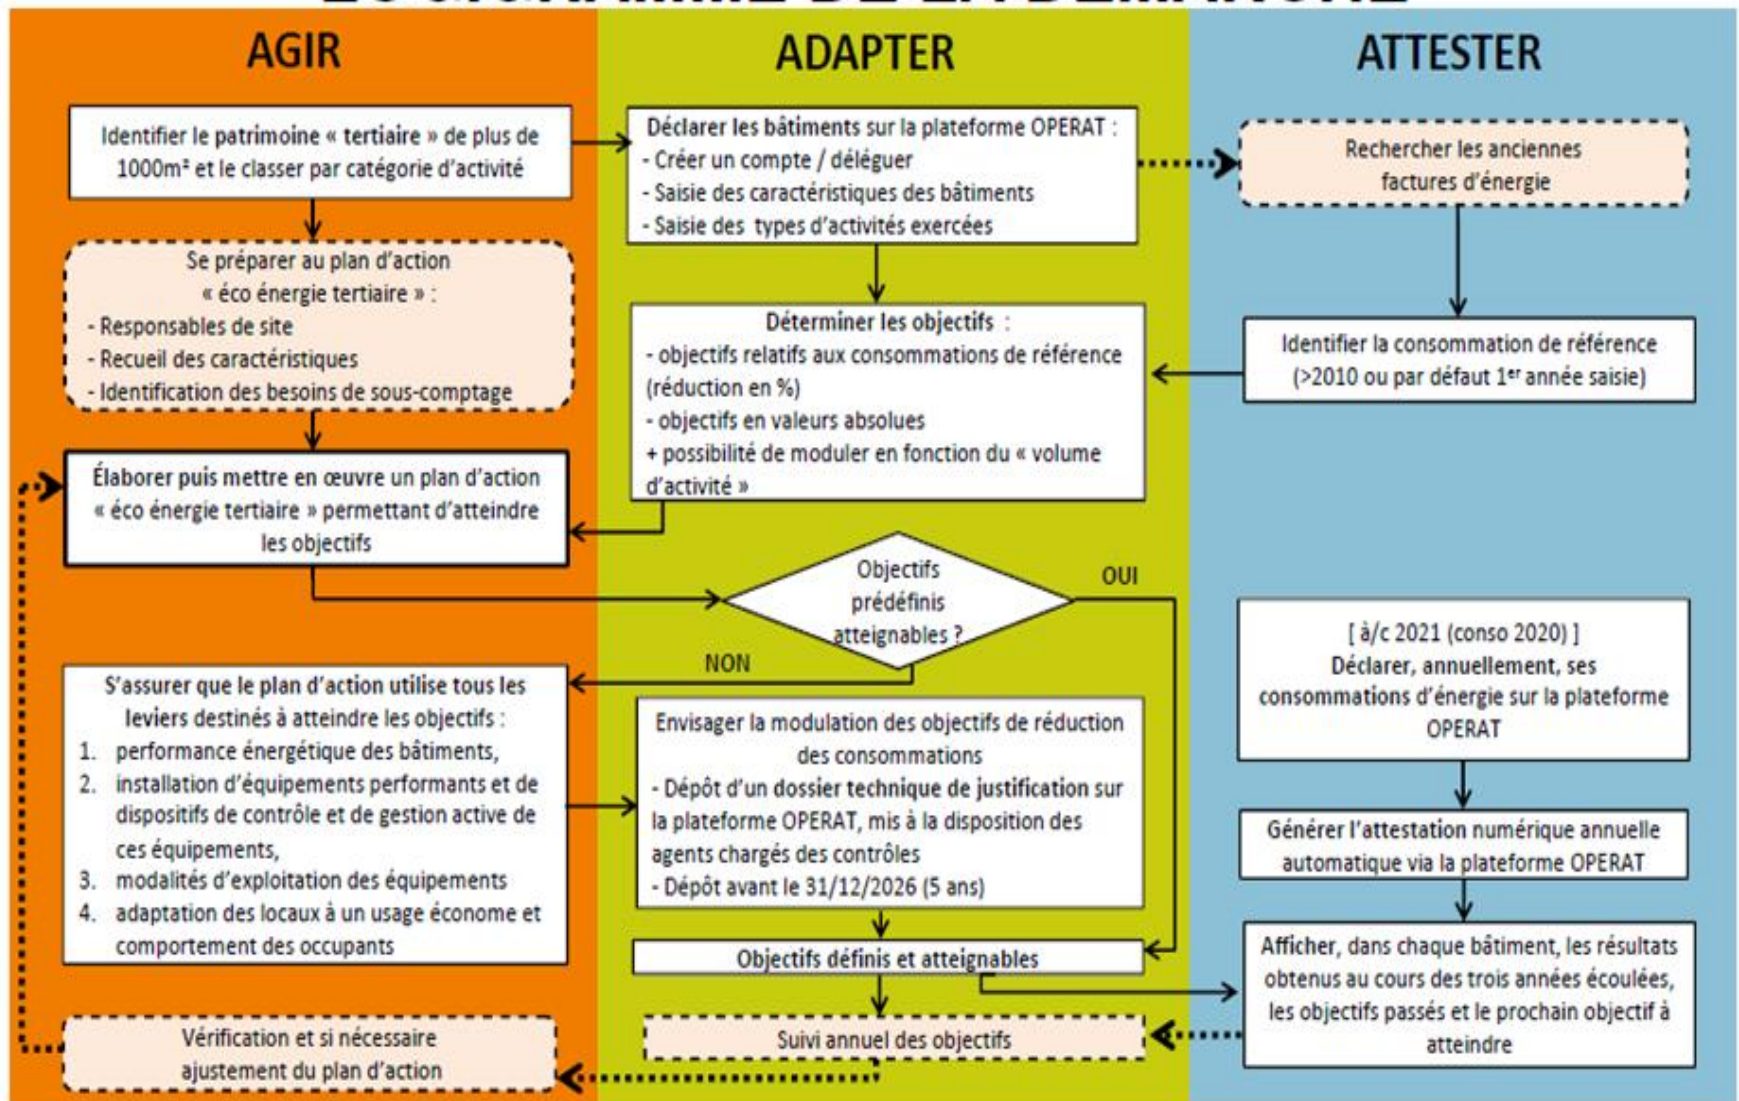 AGIR
Identifier le patrimoine « tertiaire » de plus de
1000m² et le classer par catégorie d'activité
Se préparer au plan d'action
« éco énergie tertiaire » :
- Responsables de site
- Recueil des caractéristiques
- Identification des besoins de sous-comptage
Élaborer puis mettre en œuvre un plan d'action
« éco énergie tertiaire » permettant d'atteindre
les objectifs
S'assurer que le plan d'action utilise tous les
leviers destinés à atteindre les objectifs :
1. performance énergétique des bâtiments,
2. installation d'équipements performants et de
dispositifs de contrôle et de gestion active de
ces équipements,
3. modalités d'exploitation des équipements
4. adaptation des locaux à un usage économe et
comportement des occupants
Vérification et si nécessaire
ajustement du plan d'action
ADAPTER
Déclarer les bâtiments sur la plateforme OPERAT :
- Créer un compte / déléguer
- Saisie des caractéristiques des bâtiments
- Saisie des types d'activités exercées
Déterminer les objectifs :
- objectifs relatifs aux consommations de référence
(réduction en %)
- objectifs en valeurs absolues
+ possibilité de moduler en fonction du « volume
d'activité »
Objectifs
prédéfinis
atteignables ?
OUI
NON
Envisager la modulation des objectifs de réduction
des consommations
- Dépôt d'un dossier technique de justification sur
la plateforme OPERAT, mis à la disposition des
agents chargés des contrôles
- Dépôt avant le 31/12/2026 (5 ans)
Objectifs définis et atteignables
Suivi annuel des objectifs
ATTESTER
Rechercher les anciennes
factures d'énergie
Identifier la consommation de référence
(>2010 ou par défaut 1er année saisie)
[ à/c 2021 (conso 2020) ]
Déclarer, annuellement, ses
consommations d'énergie sur la plateforme
OPERAT
Générer l'attestation numérique annuelle
automatique via la plateforme OPERAT
Afficher, dans chaque bâtiment, les résultats
obtenus au cours des trois années écoulées,
les objectifs passés et le prochain objectif à
atteindre